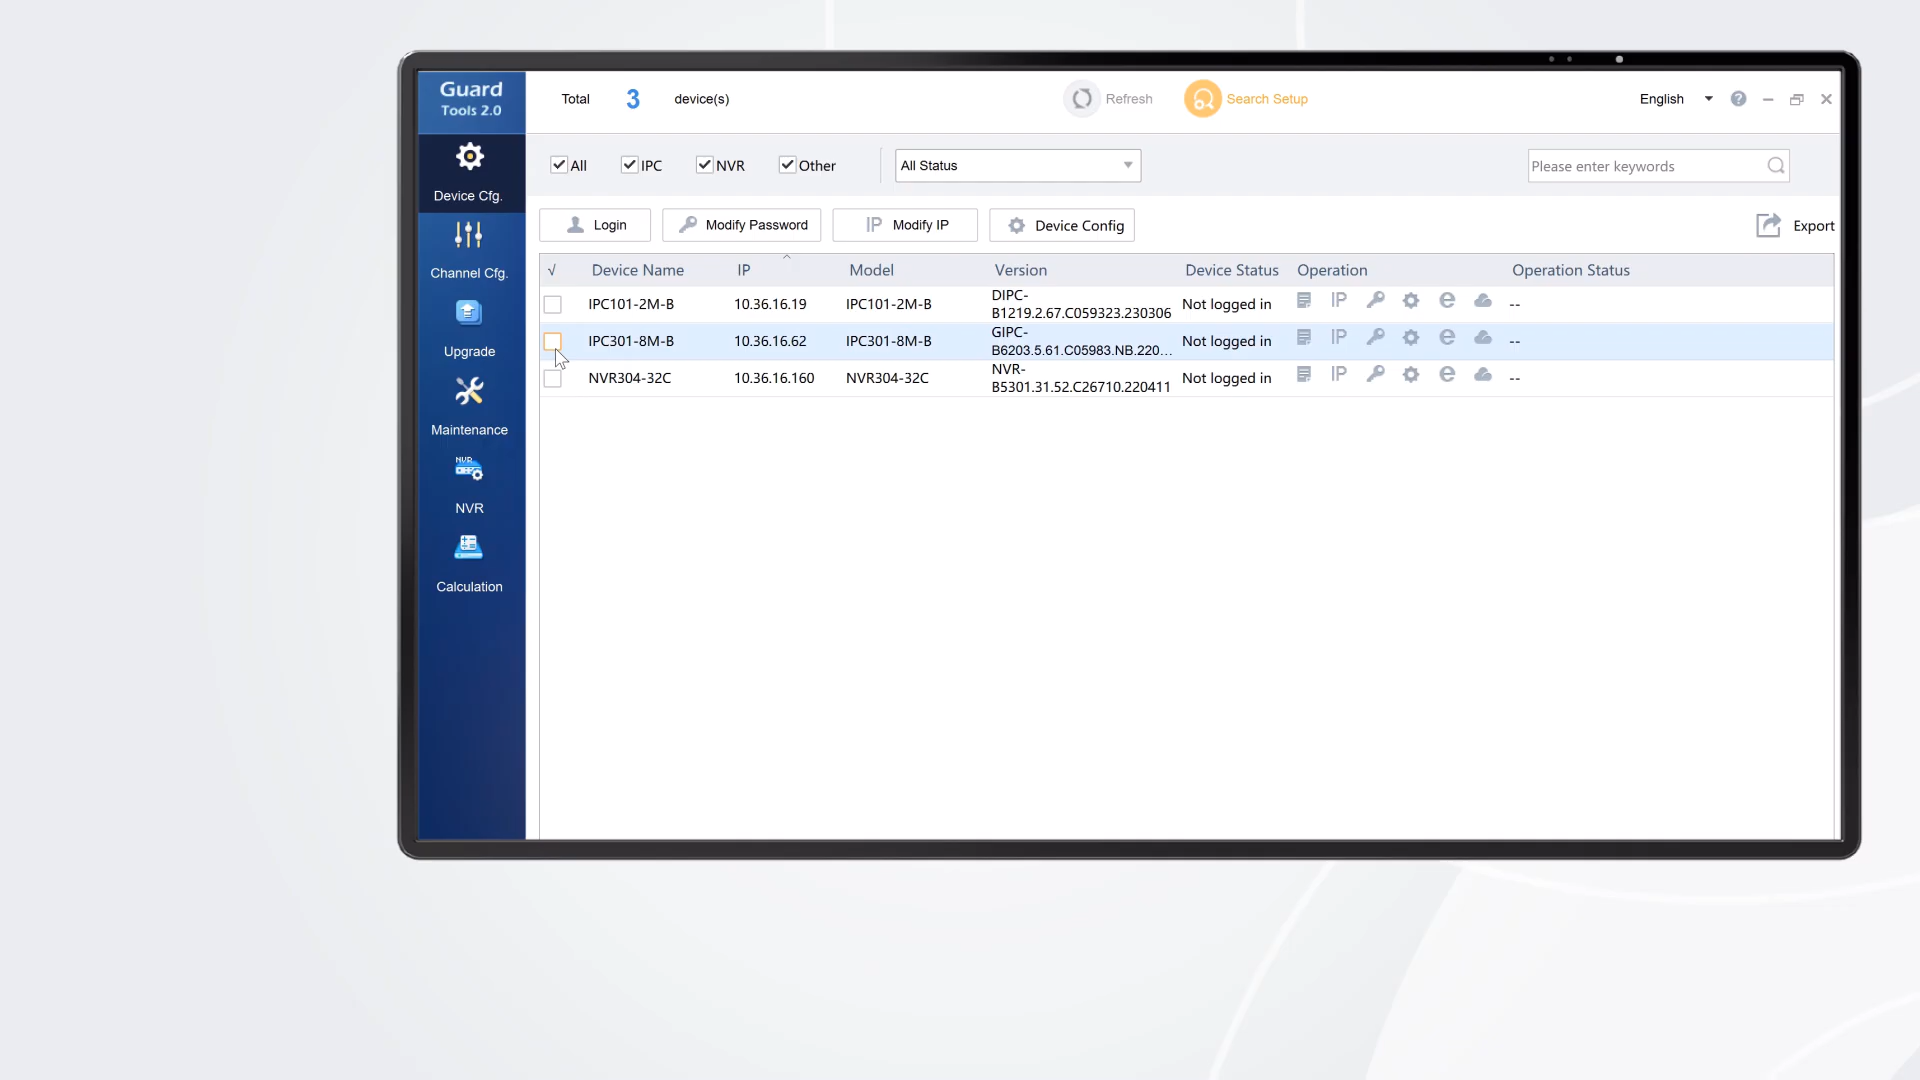 Guard
Tools 2.0
Total 3 device(s)
Refresh
Search Setup
English
Device Cfg.
Channel Cfg.
Upgrade
Maintenance
NVR
NVR
Calculation
All IPC NVR Other
All Status
Please enter keywords
Login
Modify Password
IP Modify IP
Device Config
Export
√ Device Name IP Model Version Device Status Operation Operation Status
IPC101-2M-B 10.36.16.19 IPC101-2M-B DIPC-
B1219.2.67.C059323.230306 Not logged in IP --
IPC301-8M-B 10.36.16.62 IPC301-8M-B GIPC-
B6203.5.61.C05983.NB.220... Not logged in IP --
NVR304-32C 10.36.16.160 NVR304-32C NVR-
B5301.31.52.C26710.220411 Not logged in IP --